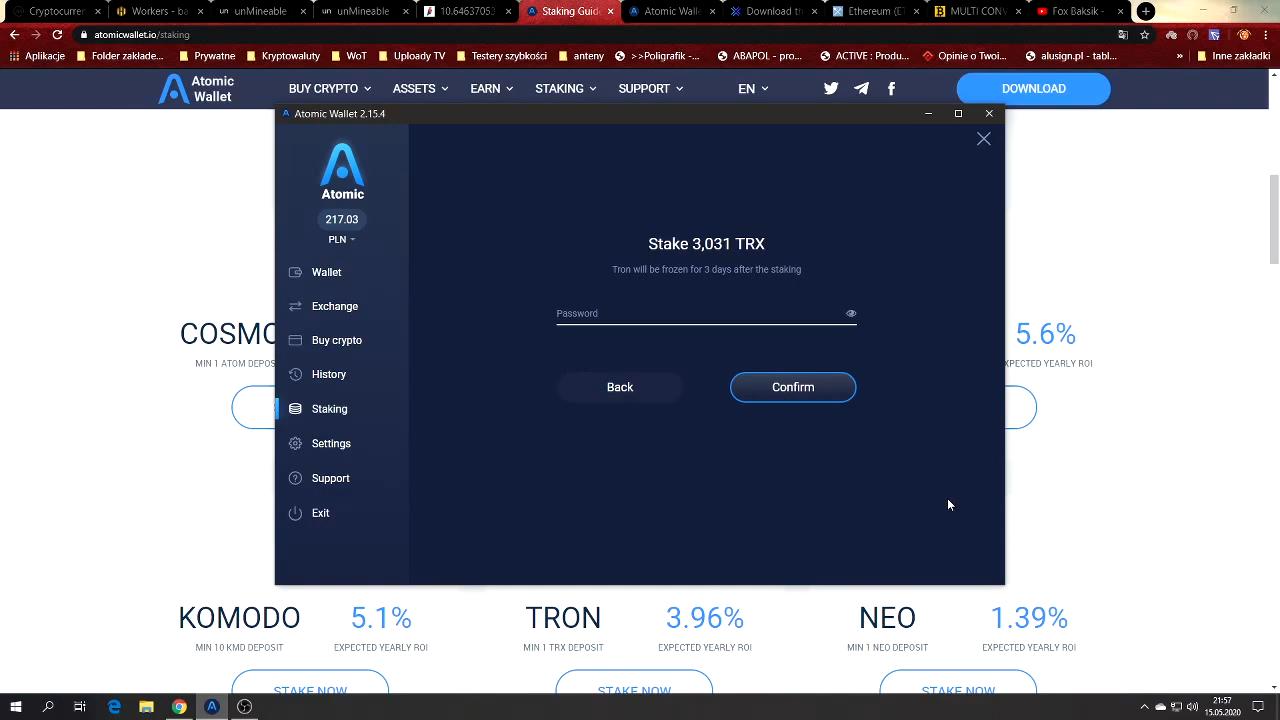 Cryptocurren
Workers - ba
unMineable
unMineable
10.64637053
Staking Guid
Atomic Walle
Download th
Ethereum (ET
MULTI CONV
Fox Baksik -
atomicwallet.io/staking
Aplikacje
Folder zakłade...
Prywatne
Kryptowaluty
WoT
Uploady TV
Testery szybkości
anteny
>>Poligrafik -...
ABAPOL - pro...
ACTIVE : Produ...
Opinie o Twoi...
alusign.pl - tabl...
»
Inne zakładki
Atomic
Wallet
BUY CRYPTO
ASSETS
EARN
STAKING
SUPPORT
EN
DOWNLOAD
Atomic Wallet 2.15.4
Atomic
217.03
PLN
Wallet
Exchange
Buy crypto
History
Staking
Settings
Support
Exit
Stake 3,031 TRX
Tron will be frozen for 3 days after the staking
Password
Back
Confirm
COSMO
MIN 1 ATOM DEPOS
5.6%
XPECTED YEARLY ROI
KOMODO
5.1%
MIN 10 KMD DEPOSIT
EXPECTED YEARLY ROI
STAKE NOW
TRON
3.96%
MIN 1 TRX DEPOSIT
EXPECTED YEARLY ROI
STAKE NOW
NEO
1.39%
MIN 1 NEO DEPOSIT
EXPECTED YEARLY ROI
STAKE NOW
21:57
15.05.2020